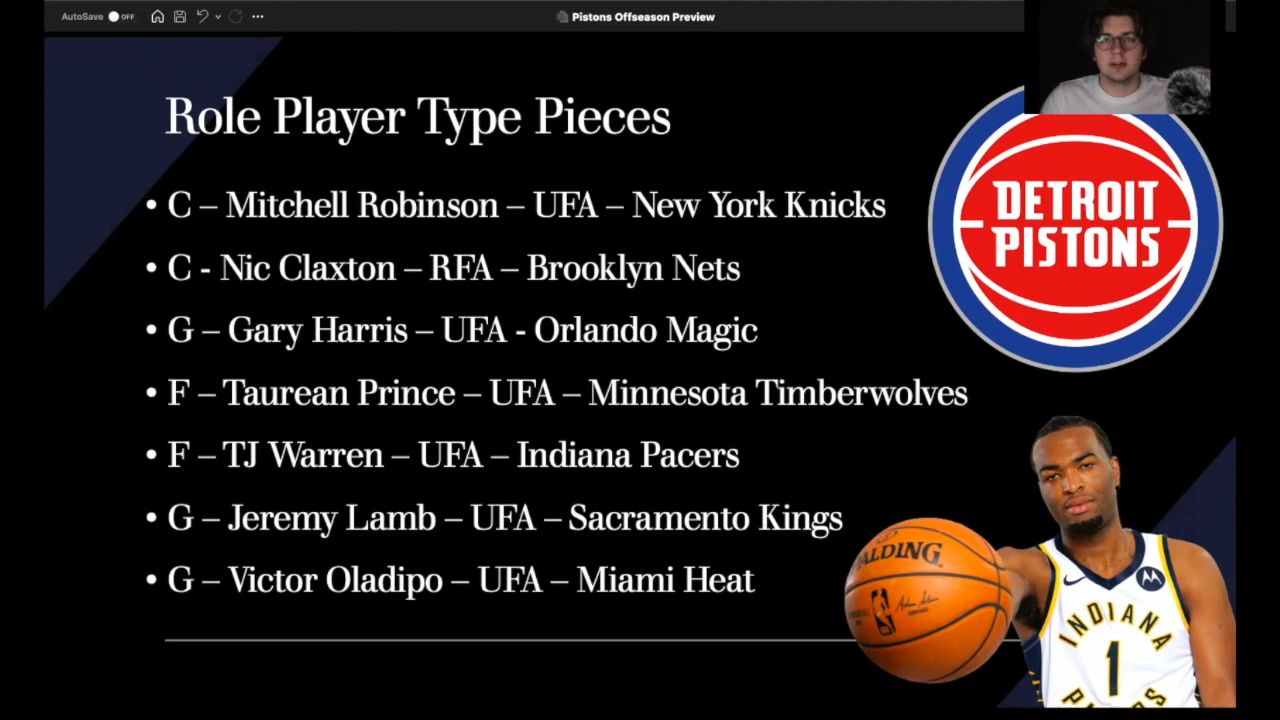 AutoSave OFF
Pistons Offseason Preview
Role Player Type Pieces
• C – Mitchell Robinson – UFA – New York Knicks
• C - Nic Claxton – RFA – Brooklyn Nets
• G – Gary Harris – UFA - Orlando Magic
• F – Taurean Prince – UFA – Minnesota Timberwolves
• F – TJ Warren – UFA – Indiana Pacers
• G – Jeremy Lamb – UFA – Sacramento Kings
• G – Victor Oladipo – UFA – Miami Heat
DETROIT
PISTONS
SPALDING
INDIANA
1